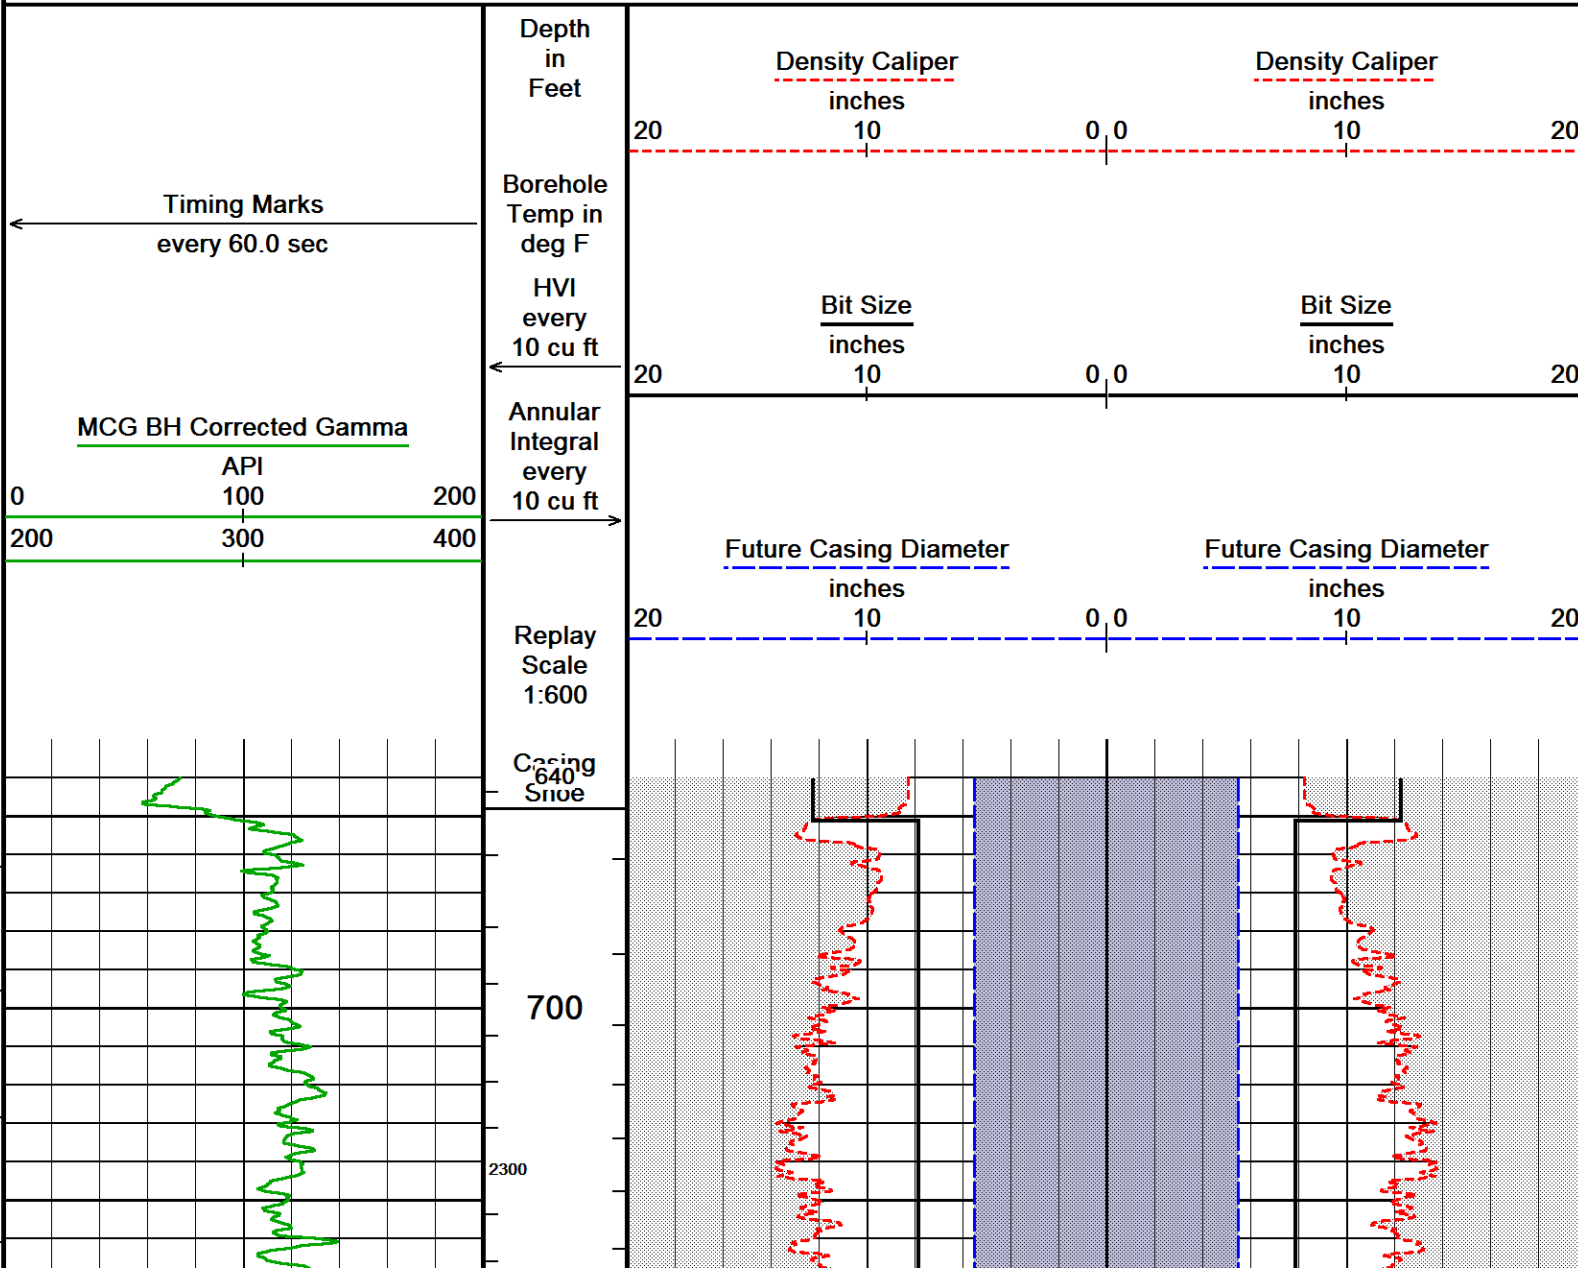 Timing Marks
every 60.0 sec
MCG BH Corrected Gamma
API
0 100 200
200 300 400
Depth
in
Feet
Borehole
Temp in
deg F
HVI
every
10 cu ft
Annular
Integral
every
10 cu ft
Replay
Scale
1:600
Casing
640
Shoe
700
2300
Density Caliper Density Caliper
inches inches
20 10 0 0 10 20
Bit Size Bit Size
inches inches
20 10 0 0 10 20
Future Casing Diameter Future Casing Diameter
inches inches
20 10 0 0 10 20